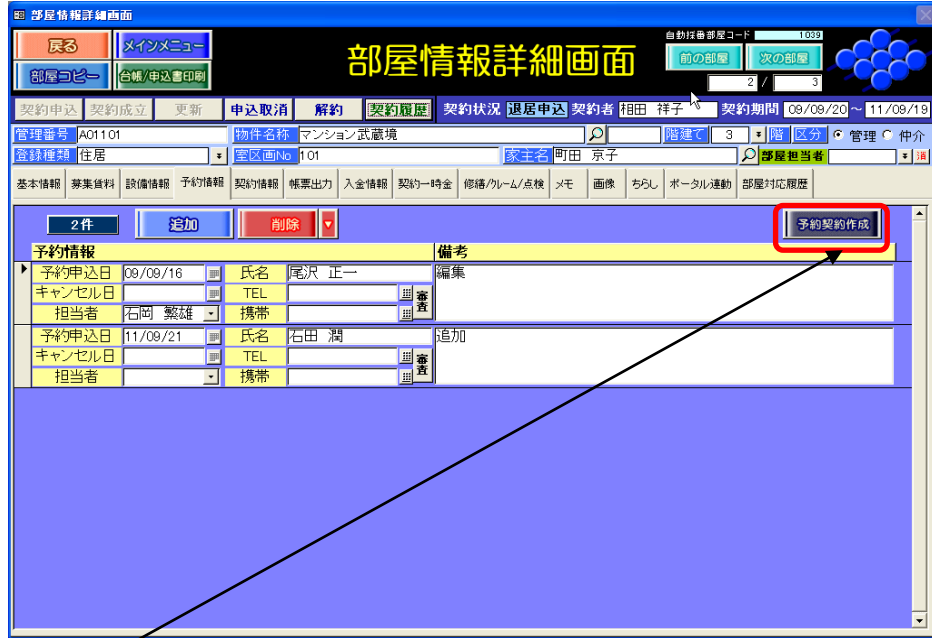 部屋情報詳細画面
戻る メインメニュー 部屋情報詳細画面 自動採番部屋コード 1039
前の部屋 次の部屋
部屋コピー 台帳/申込書印刷 2 / 3
契約申込 契約成立 更新 申込取消 解約 契約履歴 契約状況 退居申込 契約者 相田 祥子 契約期間 09/09/20 ~ 11/09/19
管理番号 A01101 物件名称 マンション武蔵境 階建て 3 階 区分 管理 仲介
登録種類 住居 室区画No 101 家主名 町田 京子 部屋担当者
基本情報 募集賃料 設備情報 予約情報 契約情報 帳票出力 入金情報 契約一時金 修繕/クレーム/点検 メモ 画像 ちらし ポータル連動 部屋対応履歴
2件 追加 削除 予約契約作成
予約情報 備考
予約申込日 09/09/16 氏名 尾沢 正一 編集
キャンセル日 TEL 審査
担当者 石岡 繁雄 携帯
予約申込日 11/09/21 氏名 石田 潤 追加
キャンセル日 TEL 審査
担当者 携帯